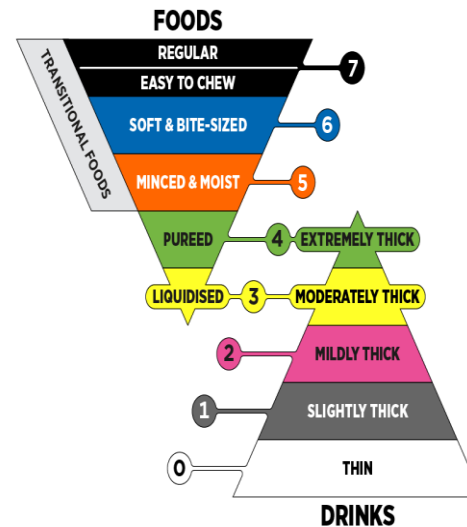 FOODS
REGULAR
7
EASY TO CHEW
TRANSITIONAL FOODS
SOFT & BITE-SIZED
6
MINCED & MOIST
5
PUREED
4
EXTREMELY THICK
LIQUIDISED
3
MODERATELY THICK
2
MILDLY THICK
1
SLIGHTLY THICK
0
THIN
DRINKS